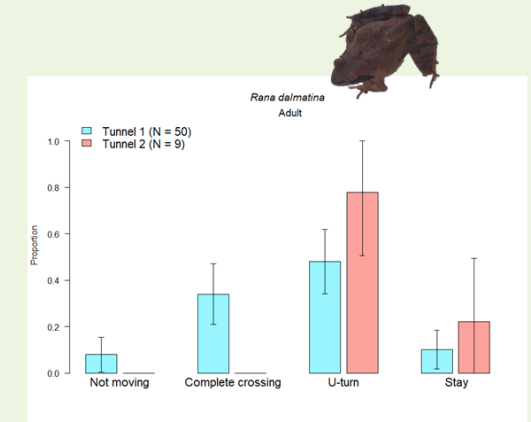 Rana dalmatina
Adult
Tunnel 1 (N = 50)
Tunnel 2 (N = 9)
1.0
0.8
0.6
0.4
0.2
0.0
Proportion
Not moving Complete crossing U-turn Stay